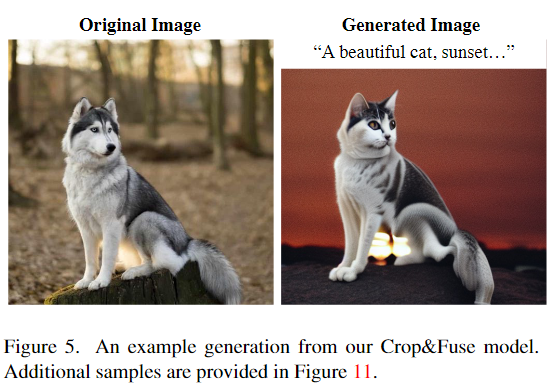 Original Image
Generated Image
“A beautiful cat, sunset…”
Figure 5. An example generation from our Crop&Fuse model.
Additional samples are provided in Figure 11.